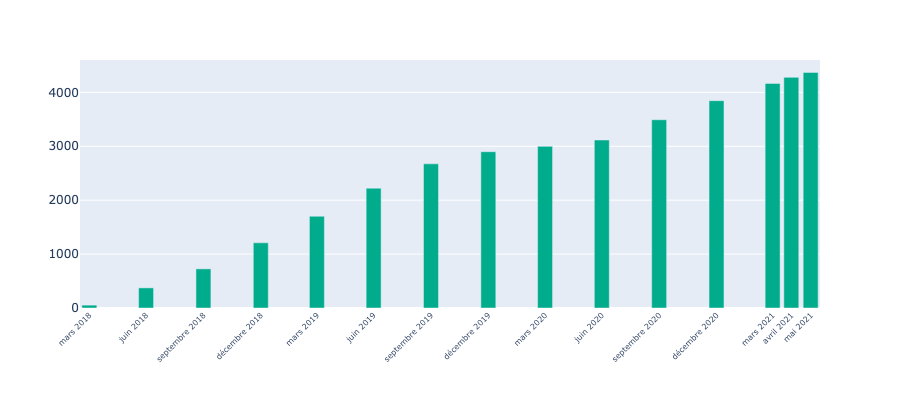 4000
3000
2000
1000
0
mars 2018
juin 2018
septembre 2018
décembre 2018
mars 2019
juin 2019
septembre 2019
décembre 2019
mars 2020
juin 2020
septembre 2020
décembre 2020
mars 2021
avril 2021
mai 2021